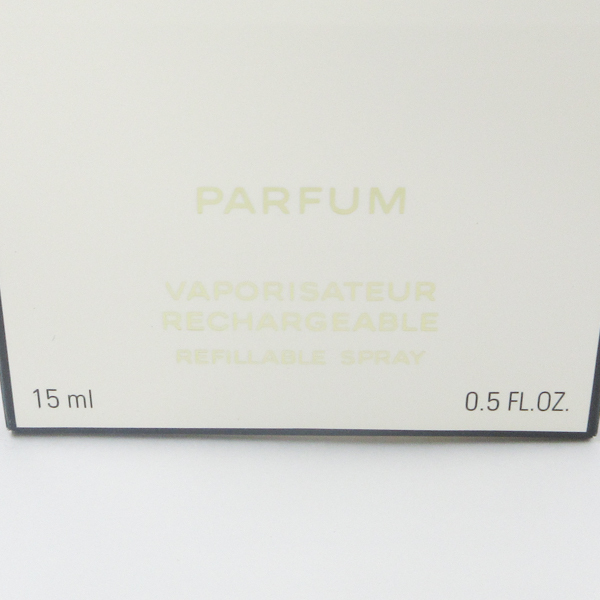 PARFUM
VAPORISATEUR
RECHARGEABLE
REFILLABLE SPRAY
15 ml 0.5 FL.OZ.